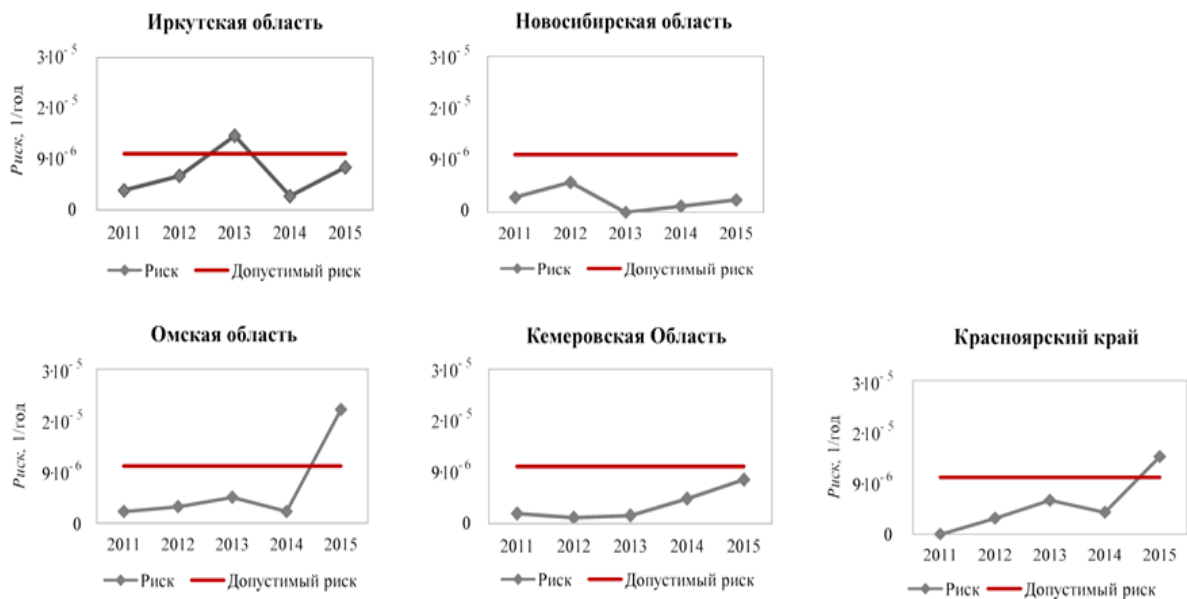 Иркутская область
Риск, 1/год
3·10⁻⁵
2·10⁻⁵
9·10⁻⁶
0
2011 2012 2013 2014 2015
Риск Допустимый риск
Новосибирская область
3·10⁻⁵
2·10⁻⁵
9·10⁻⁶
0
2011 2012 2013 2014 2015
Риск Допустимый риск
Омская область
Риск, 1/год
3·10⁻⁵
2·10⁻⁵
9·10⁻⁶
0
2011 2012 2013 2014 2015
Риск Допустимый риск
Кемеровская Область
3·10⁻⁵
2·10⁻⁵
9·10⁻⁶
0
2011 2012 2013 2014 2015
Риск Допустимый риск
Красноярский край
Риск, 1/год
3·10⁻⁵
2·10⁻⁵
9·10⁻⁶
0
2011 2012 2013 2014 2015
Риск Допустимый риск